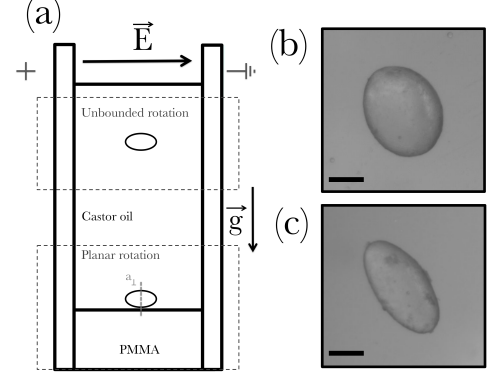 (a)
E
+
Unbounded rotation
Castor oil
g
Planar rotation
a⊥
PMMA
(b)
(c)